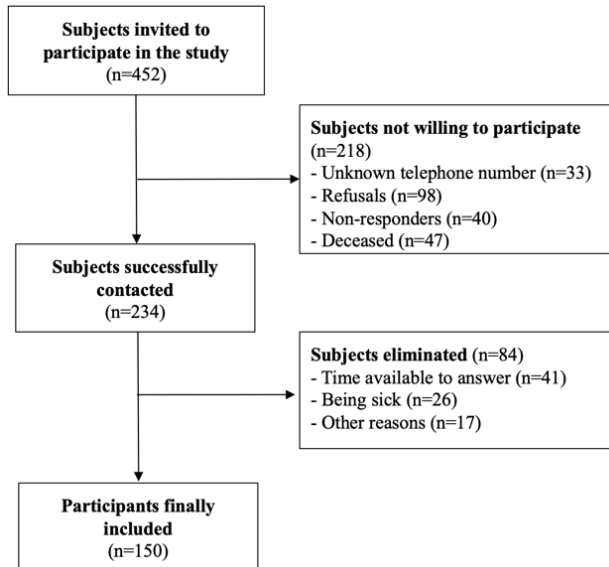 Subjects invited to
participate in the study
(n=452)
Subjects not willing to participate
(n=218)
- Unknown telephone number (n=33)
- Refusals (n=98)
- Non-responders (n=40)
- Deceased (n=47)
Subjects successfully
contacted
(n=234)
Subjects eliminated (n=84)
- Time available to answer (n=41)
- Being sick (n=26)
- Other reasons (n=17)
Participants finally
included
(n=150)